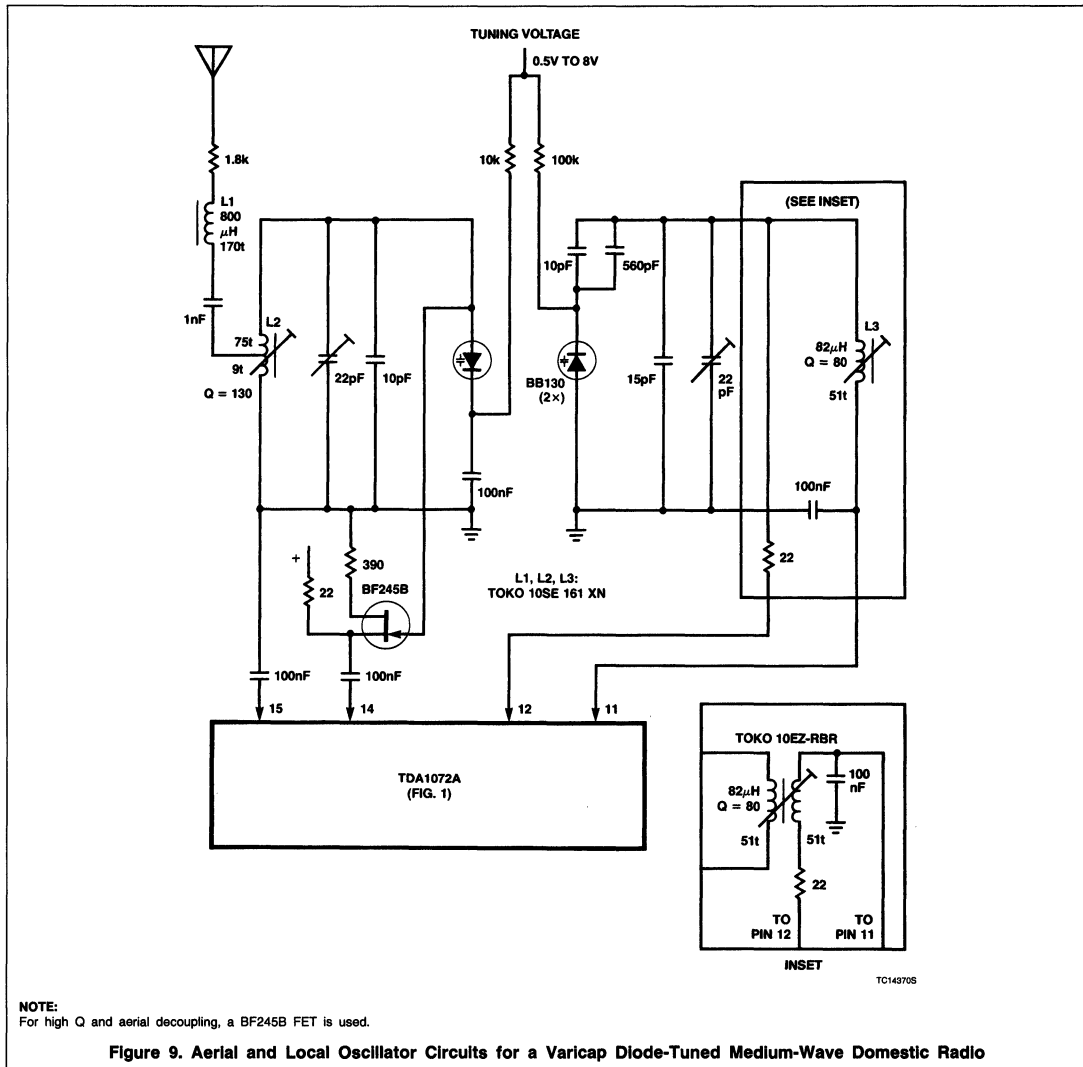 TUNING VOLTAGE
0.5V TO 8V
1.8k
10k
100k
L1
800
μH
170t
(SEE INSET)
10pF
560pF
1nF
L2
75t
9t
Q = 130
22pF
10pF
BB130
(2×)
15pF
22
pF
L3
82μH
Q = 80
51t
100nF
100nF
+
22
390
BF245B
L1, L2, L3:
TOKO 10SE 161 XN
22
100nF
100nF
15
14
12
11
TDA1072A
(FIG. 1)
TOKO 10EZ-RBR
82μH
Q = 80
51t
51t
100
nF
22
TO
PIN 12
TO
PIN 11
INSET
TC14370S
NOTE:
For high Q and aerial decoupling, a BF245B FET is used.
Figure 9. Aerial and Local Oscillator Circuits for a Varicap Diode-Tuned Medium-Wave Domestic Radio